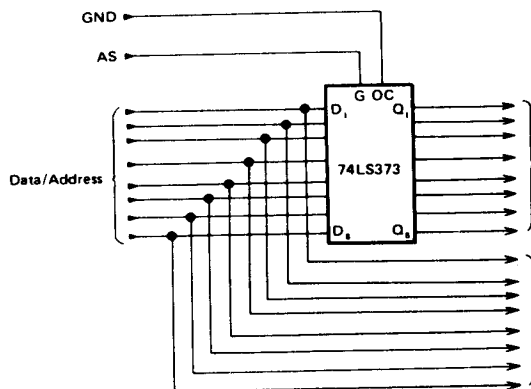 GND
AS
G OC
D₁ Q₁
74LS373
Data/Address
D₈ Q₈